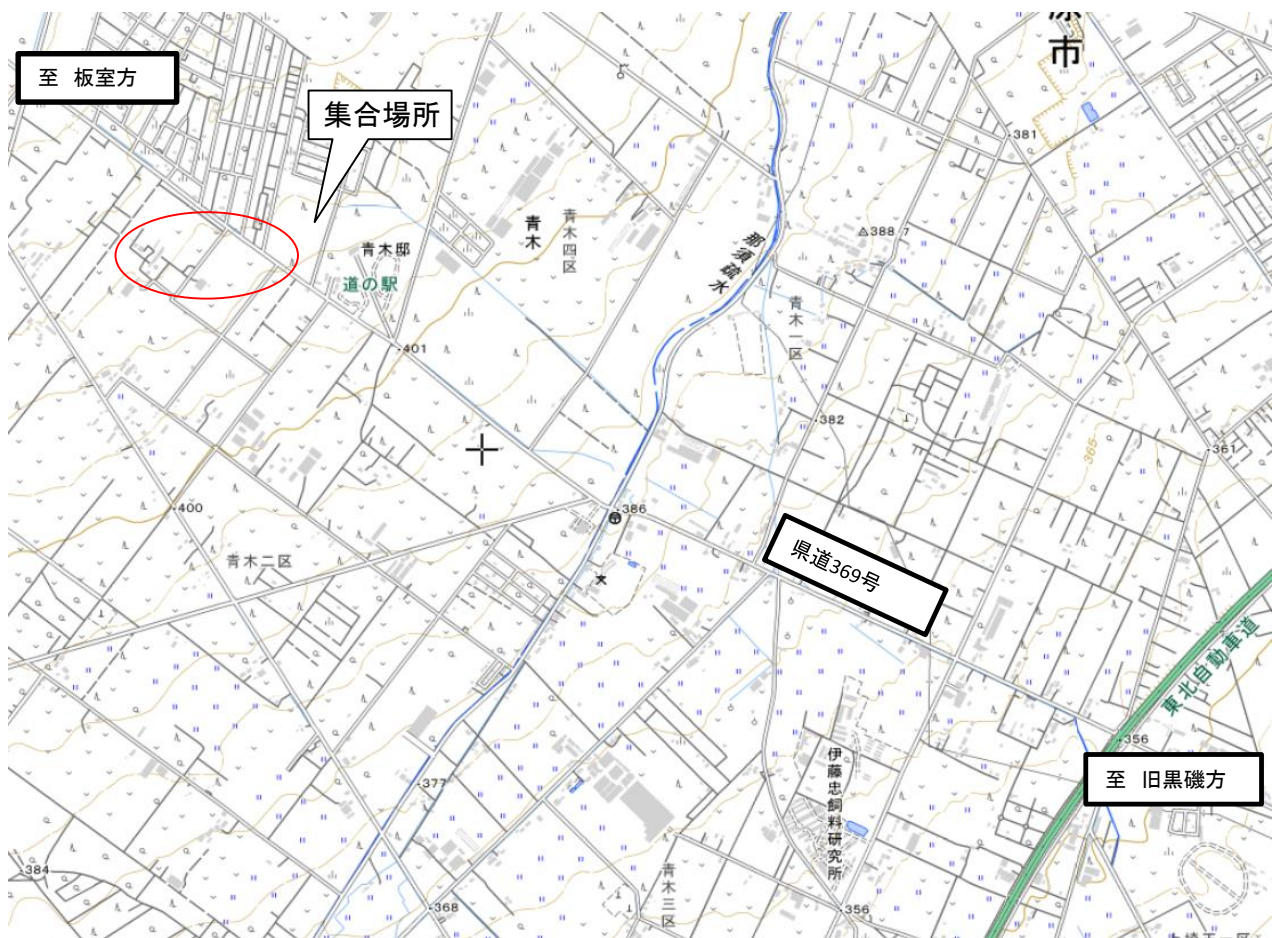 原市
至 板室方
集合場所
381
青木
青木四区
那須疏水
△388.7
青木邸
道の駅
青木一区
401
382
365
361
400
386
青木二区
県道369号
東北自動車道
356
至 旧黒磯方
伊藤忠飼料研究所
377
384
青木三区
368
356